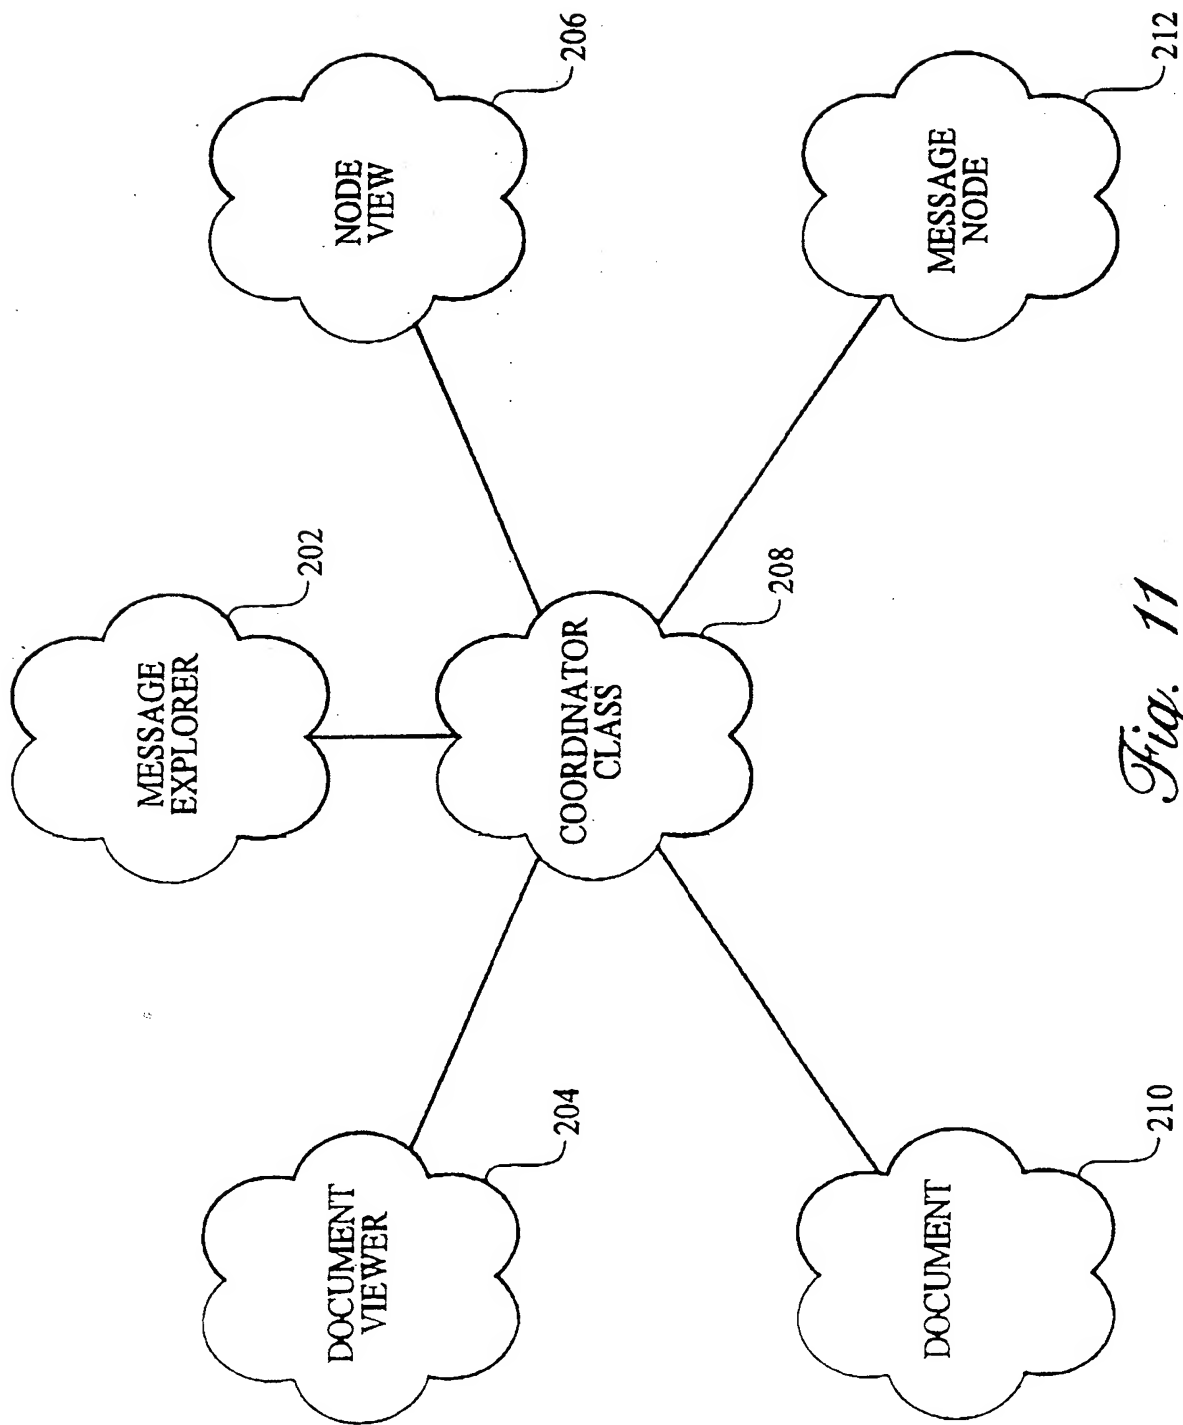 MESSAGE
EXPLORER
202
DOCUMENT
VIEWER
204
NODE
VIEW
206
COORDINATOR
CLASS
208
DOCUMENT
210
MESSAGE
NODE
212
Fig. 11